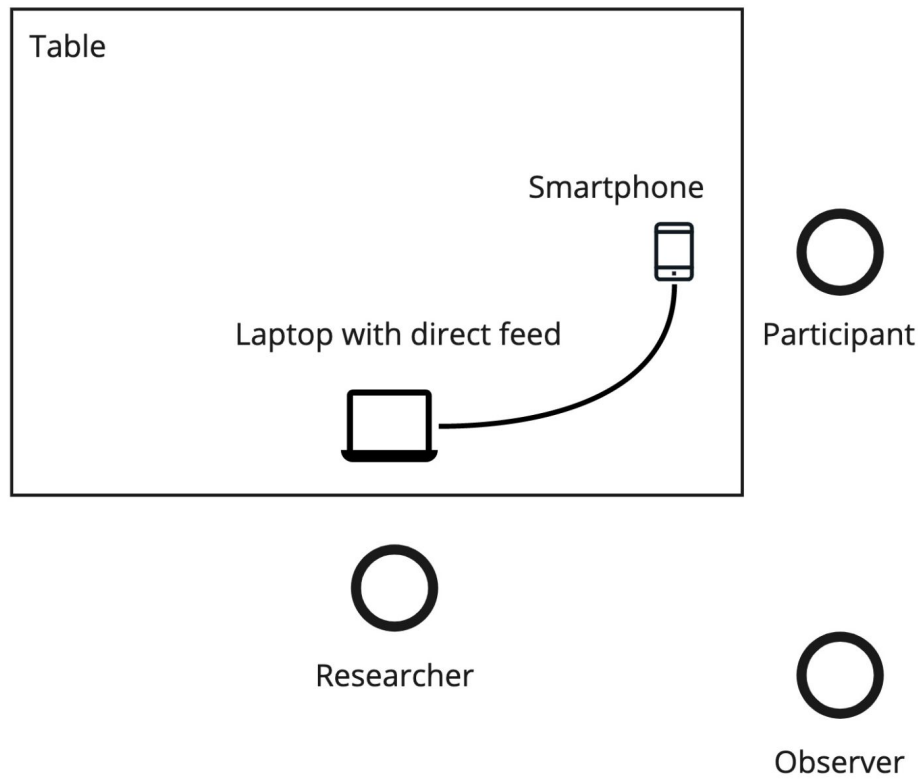 Table
Smartphone
Laptop with direct feed
Participant
Researcher
Observer